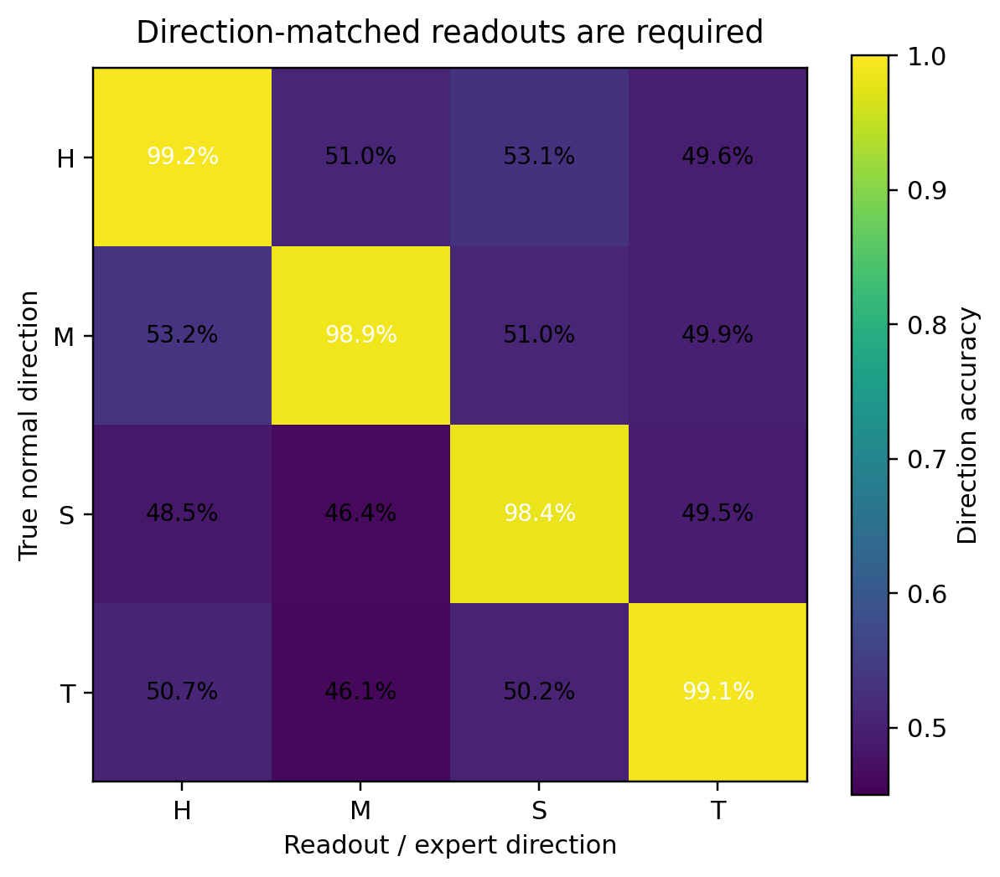 Direction-matched readouts are required
True normal direction
H
99.2% 51.0% 53.1% 49.6%
M
53.2% 98.9% 51.0% 49.9%
S
48.5% 46.4% 98.4% 49.5%
T
50.7% 46.1% 50.2% 99.1%
H M S T
Readout / expert direction
1.0
0.9
0.8
0.7
0.6
0.5
Direction accuracy